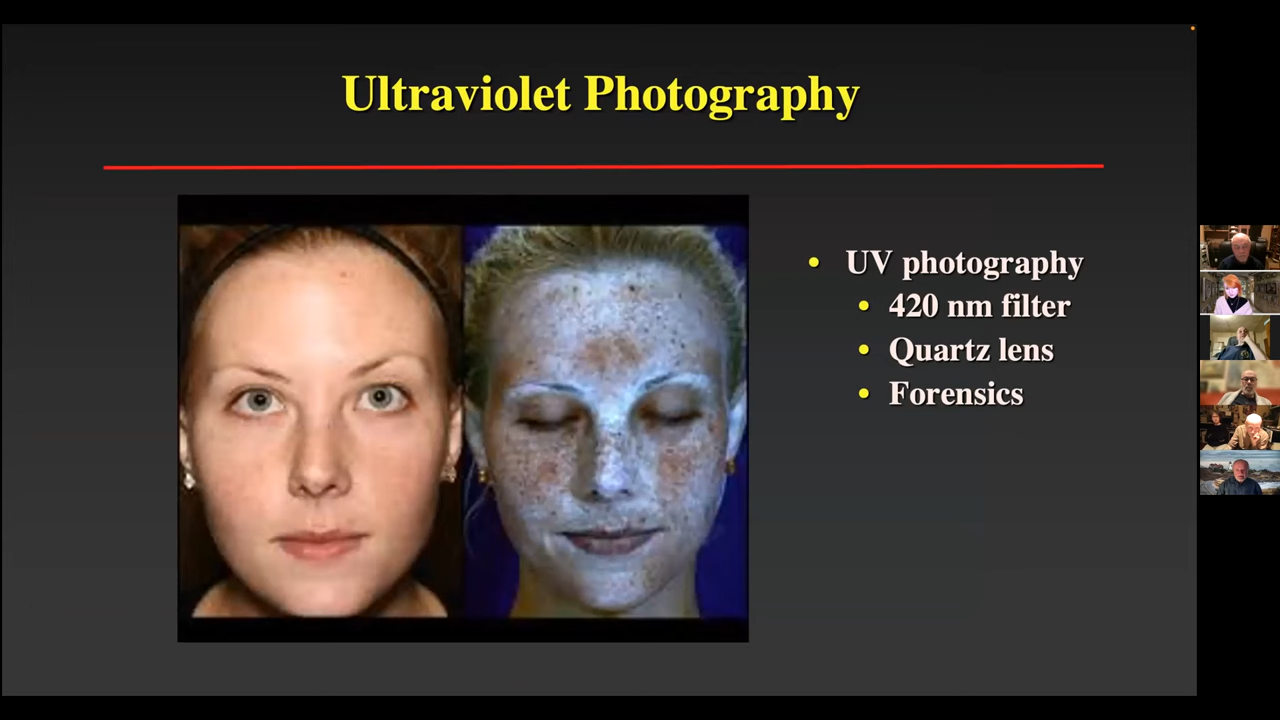 Ultraviolet Photography
• UV photography
• 420 nm filter
• Quartz lens
• Forensics